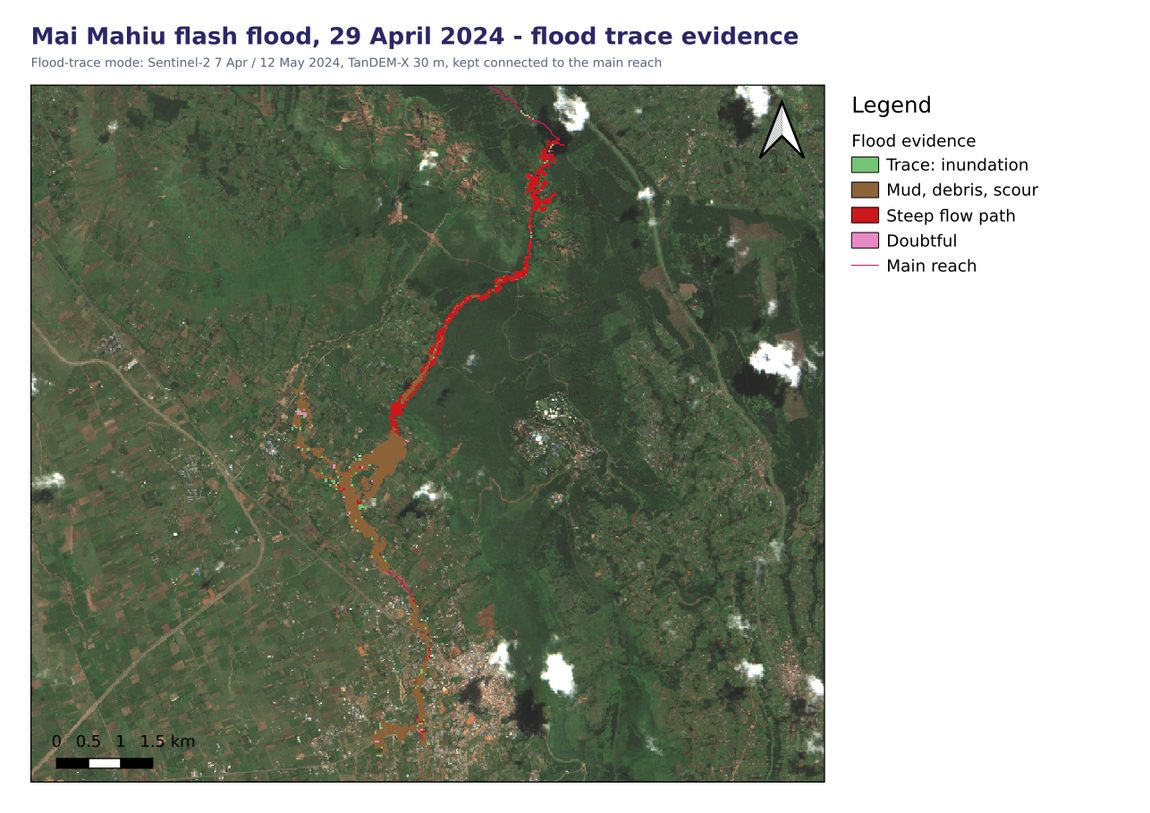 Mai Mahiu flash flood, 29 April 2024 - flood trace evidence
Flood-trace mode: Sentinel-2 7 Apr / 12 May 2024, TanDEM-X 30 m, kept connected to the main reach
Legend
Flood evidence
Trace: inundation
Mud, debris, scour
Steep flow path
Doubtful
Main reach
0 0.5 1 1.5 km